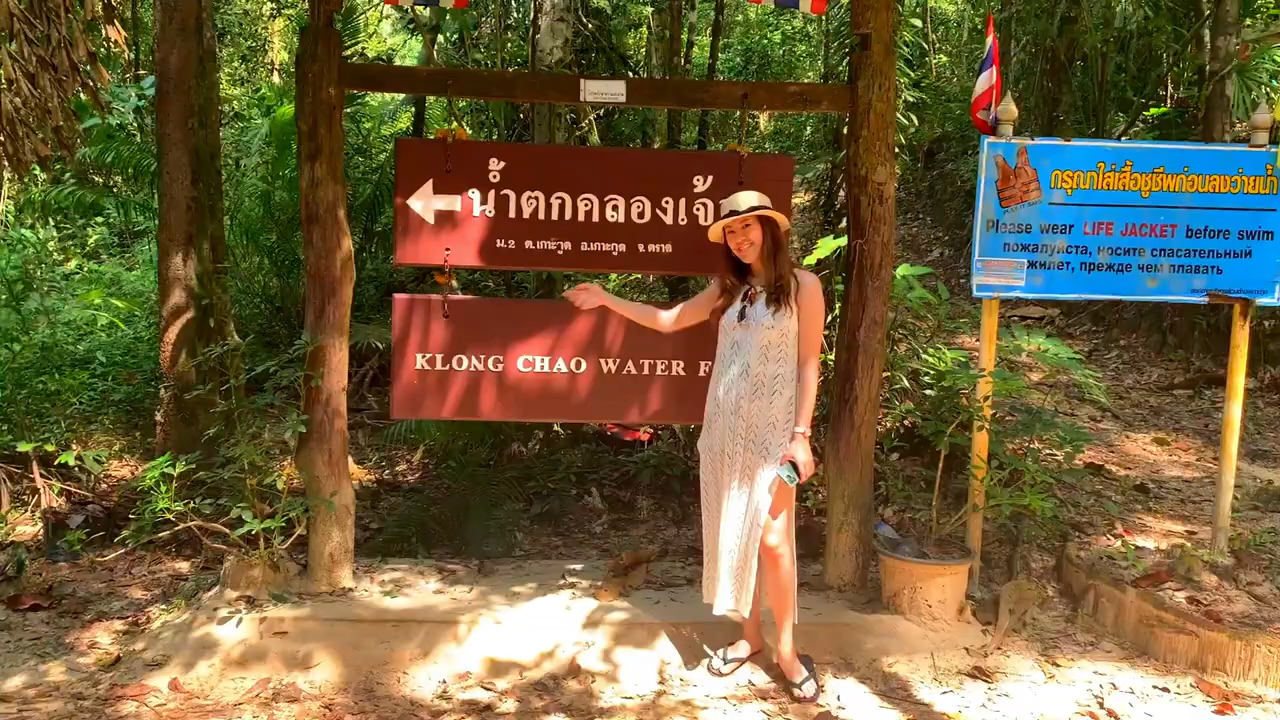 น้ำตกคลองเจ้
ม.2 ต.เกาะกูด อ.เกาะกูด จ.ตราด
KLONG CHAO WATER F
กรุณาใส่เสื้อชูชีพก่อนลงว่ายน้ำ
Please wear LIFE JACKET before swim
пожалуйста, носите спасательный
жилет, прежде чем плавать